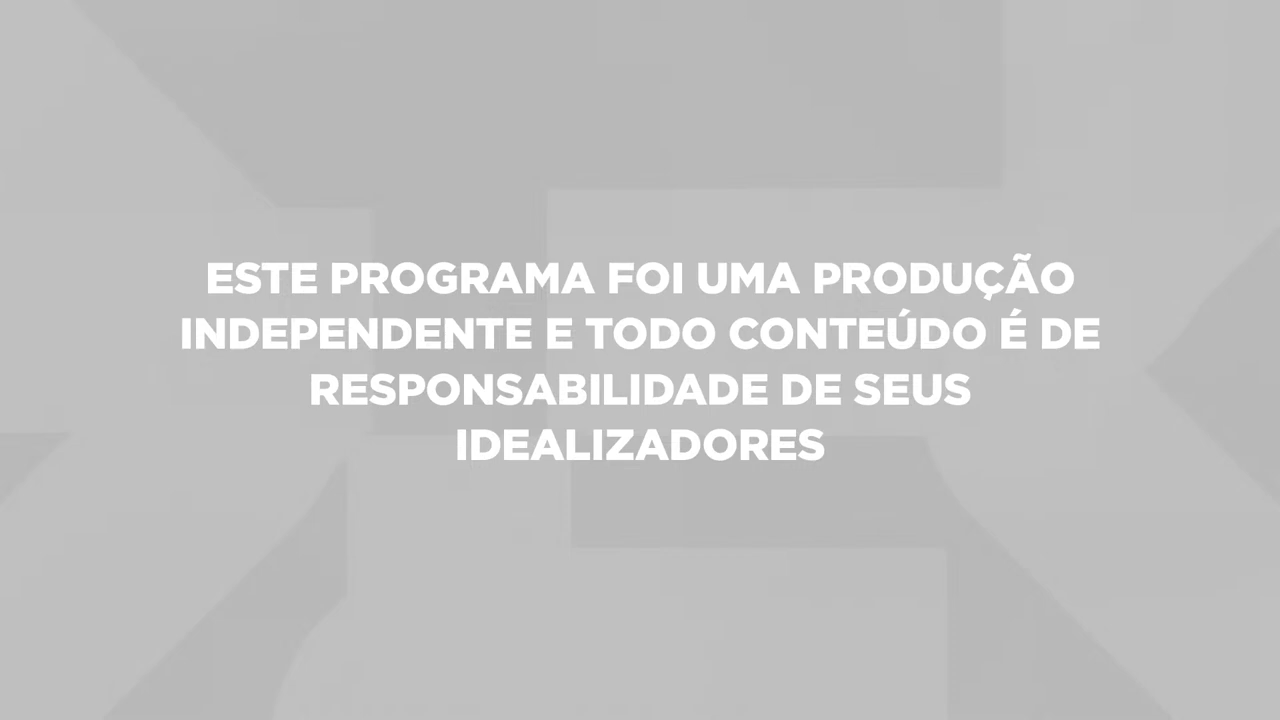 ESTE PROGRAMA FOI UMA PRODUÇÃO
INDEPENDENTE E TODO CONTEÚDO É DE
RESPONSABILIDADE DE SEUS
IDEALIZADORES